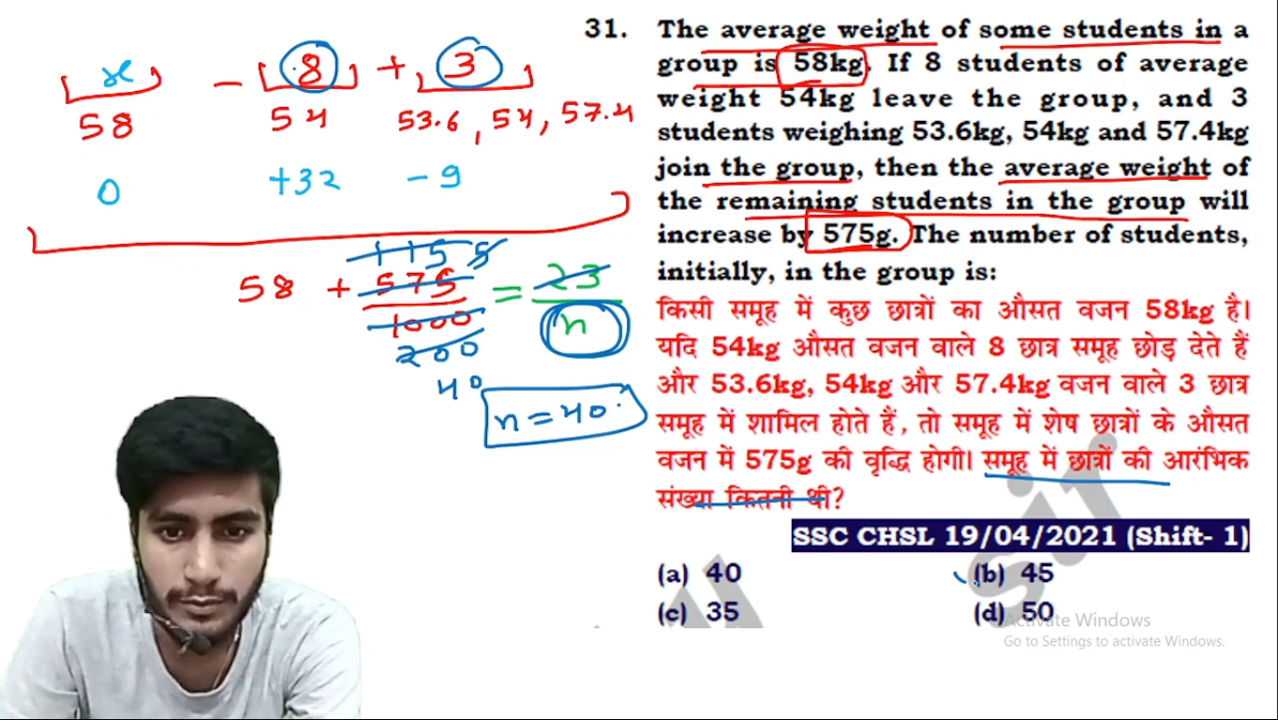 x - 8 + 3
58 54 53.6, 54, 57.4
0 +32 -9
115 5
58 + 575 = 23
1000 n
200
40
n = 40.
31. The average weight of some students in a
group is 58kg. If 8 students of average
weight 54kg leave the group, and 3
students weighing 53.6kg, 54kg and 57.4kg
join the group, then the average weight of
the remaining students in the group will
increase by 575g. The number of students,
initially, in the group is:
किसी समूह में कुछ छात्रों का औसत वजन 58kg है।
यदि 54kg औसत वजन वाले 8 छात्र समूह छोड़ देते हैं
और 53.6kg, 54kg और 57.4kg वजन वाले 3 छात्र
समूह में शामिल होते हैं, तो समूह में शेष छात्रों के औसत
वजन में 575g की वृद्धि होगी। समूह में छात्रों की आरंभिक
संख्या कितनी थी?
SSC CHSL 19/04/2021 (Shift- 1)
(a) 40 (b) 45
(c) 35 (d) 50
sir
Activate Windows
Go to Settings to activate Windows.